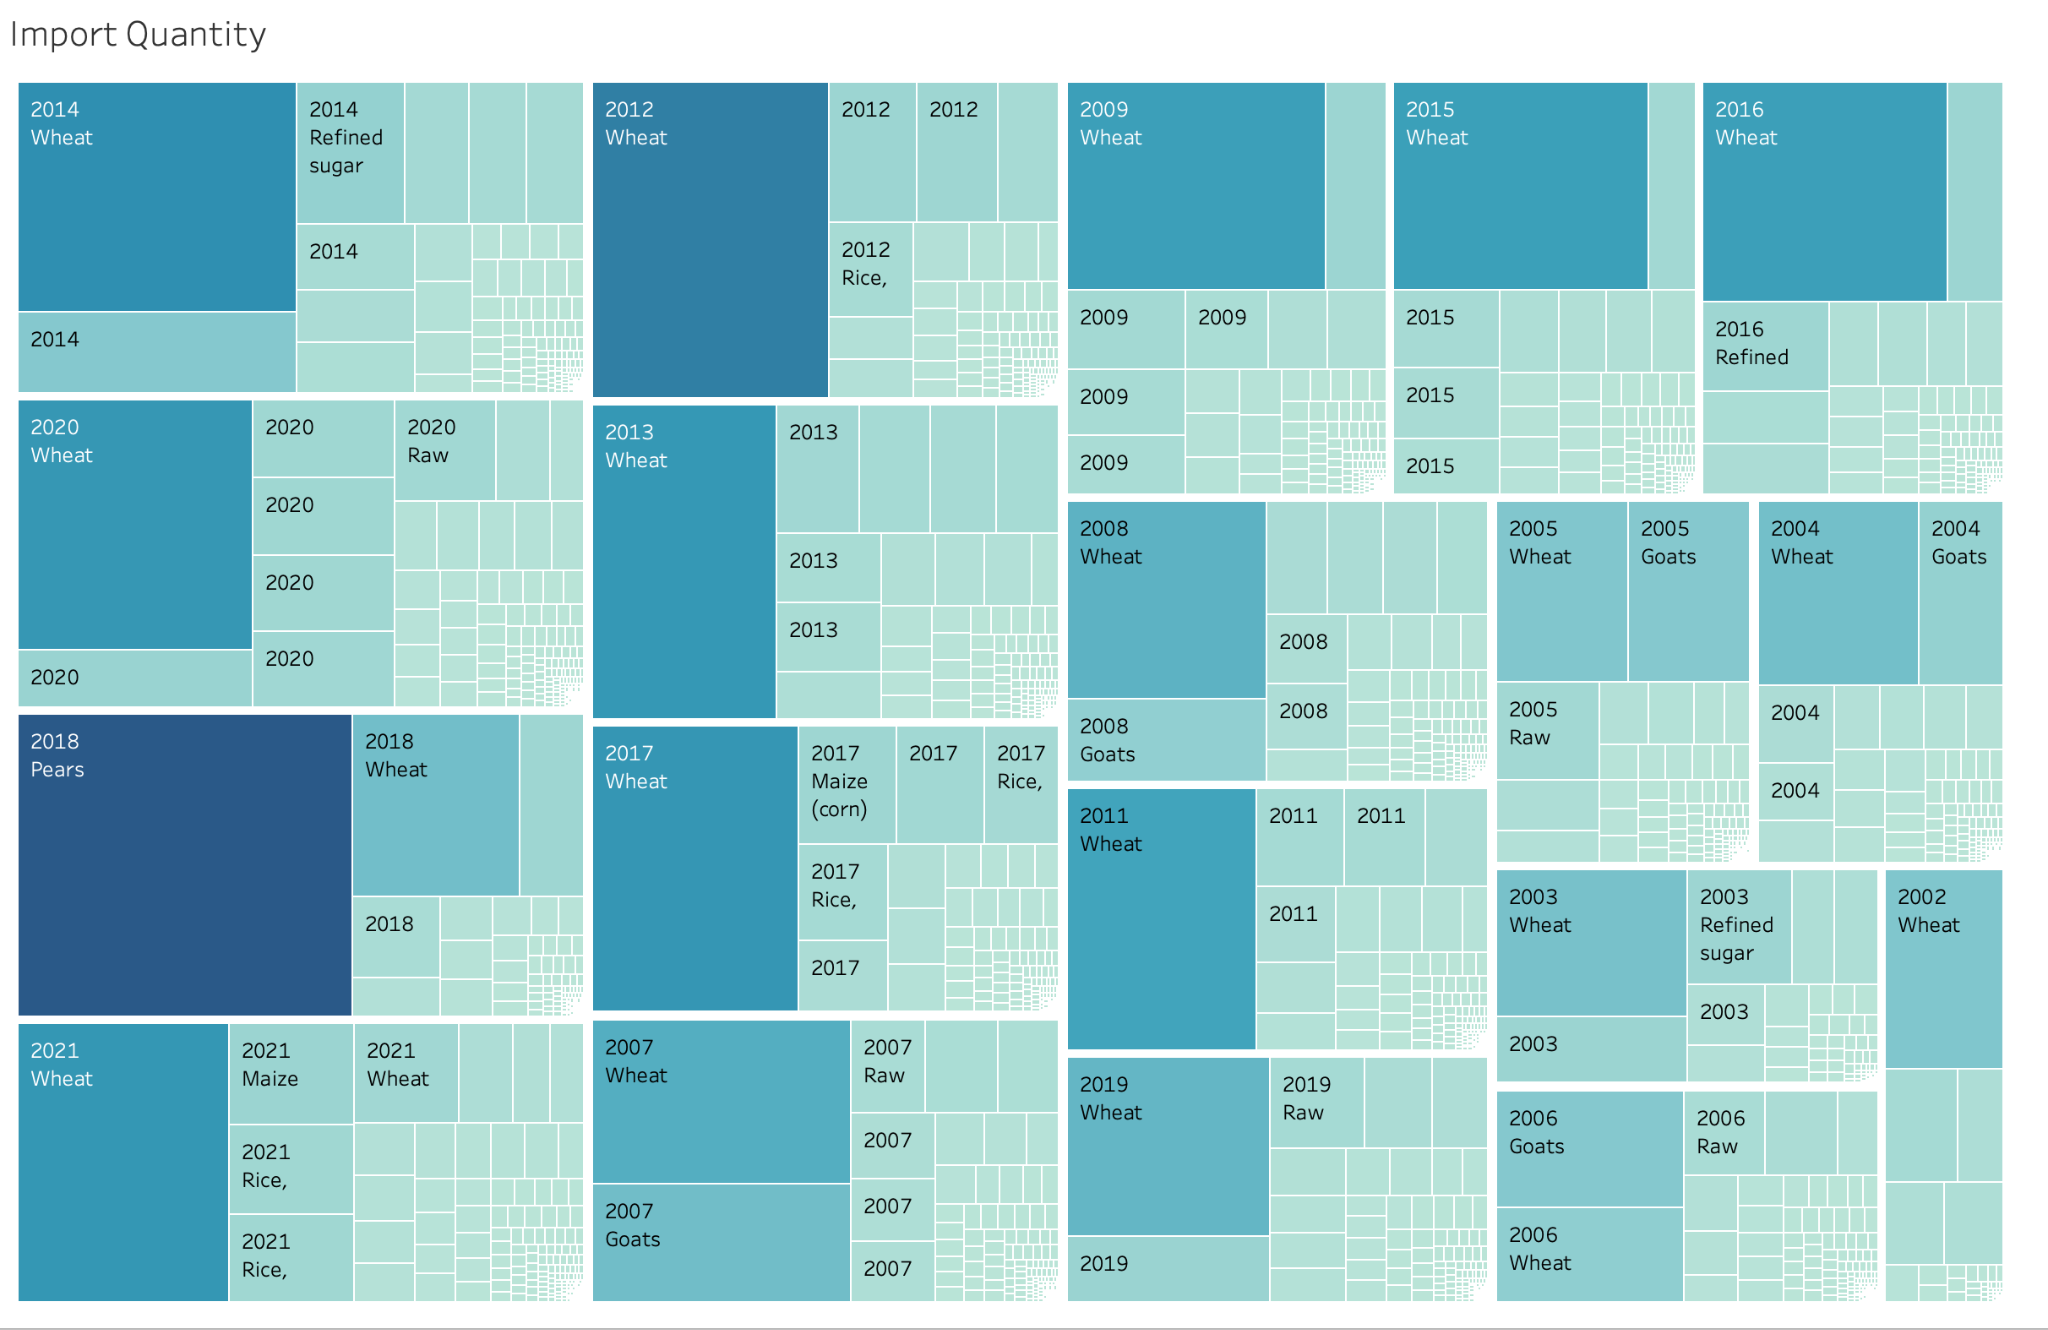 Import Quantity
2014
Wheat
2014
Refined
sugar
2014
2014
2020
Wheat
2020
2020
2020
2020
2020
2020
Raw
2018
Pears
2018
Wheat
2018
2021
Wheat
2021
Maize
2021
Wheat
2021
Rice,
2021
Rice,
2012
Wheat
2012
2012
2012
Rice,
2013
Wheat
2013
2013
2013
2017
Wheat
2017
Maize
(corn)
2017
2017
Rice,
2017
Rice,
2017
2007
Wheat
2007
Goats
2007
Raw
2007
2007
2007
2009
Wheat
2009
2009
2009
2009
2015
Wheat
2015
2015
2015
2016
Wheat
2016
Refined
2008
Wheat
2008
Goats
2008
2008
2011
Wheat
2011
2011
2011
2019
Wheat
2019
2019
Raw
2005
Wheat
2005
Goats
2005
Raw
2004
Wheat
2004
Goats
2004
2004
2003
Wheat
2003
2003
Refined
sugar
2003
2002
Wheat
2006
Goats
2006
Wheat
2006
Raw